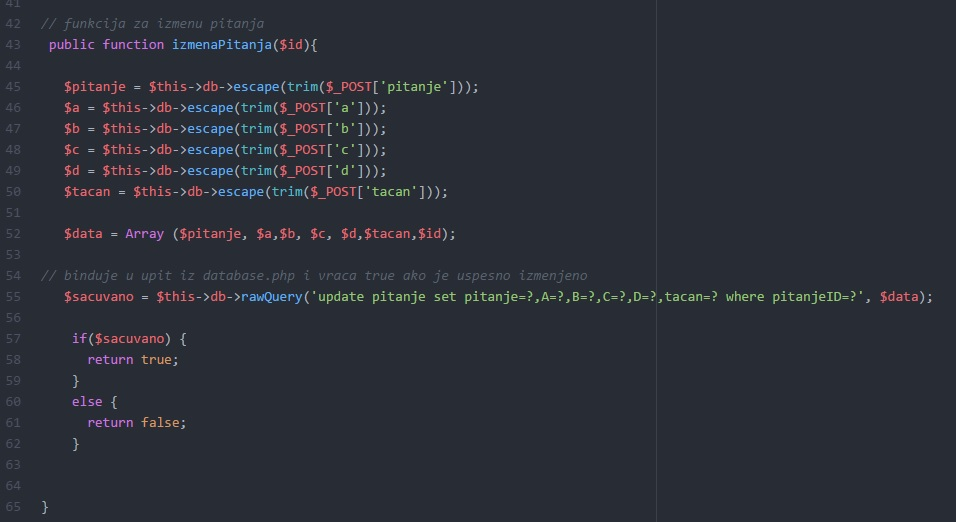 41
42 // funkcija za izmenu pitanja
43 public function izmenaPitanja($id){
44
45 $pitanje = $this->db->escape(trim($_POST['pitanje']));
46 $a = $this->db->escape(trim($_POST['a']));
47 $b = $this->db->escape(trim($_POST['b']));
48 $c = $this->db->escape(trim($_POST['c']));
49 $d = $this->db->escape(trim($_POST['d']));
50 $tacan = $this->db->escape(trim($_POST['tacan']));
51
52 $data = Array ($pitanje, $a,$b, $c, $d,$tacan,$id);
53
54 // binduje u upit iz database.php i vraca true ako je uspesno izmenjeno
55 $sacuvano = $this->db->rawQuery('update pitanje set pitanje=?,A=?,B=?,C=?,D=?,tacan=? where pitanjeID=?', $data);
56
57 if($sacuvano) {
58 return true;
59 }
60 else {
61 return false;
62 }
63
64
65 }